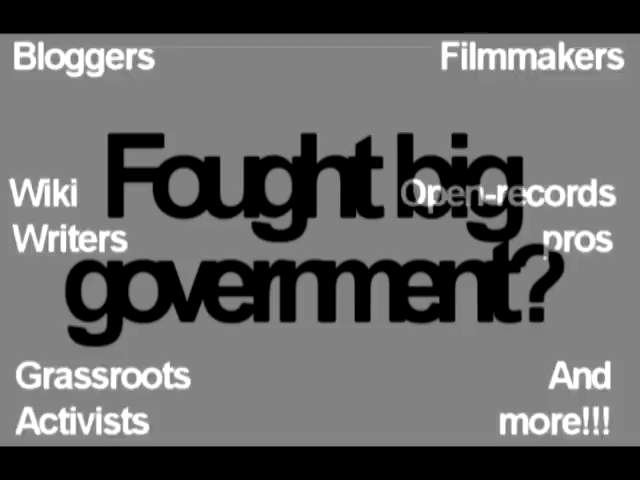 Bloggers
Filmmakers
Fought big
Wiki
Writers
Open-records
pros
government?
Grassroots
Activists
And
more!!!